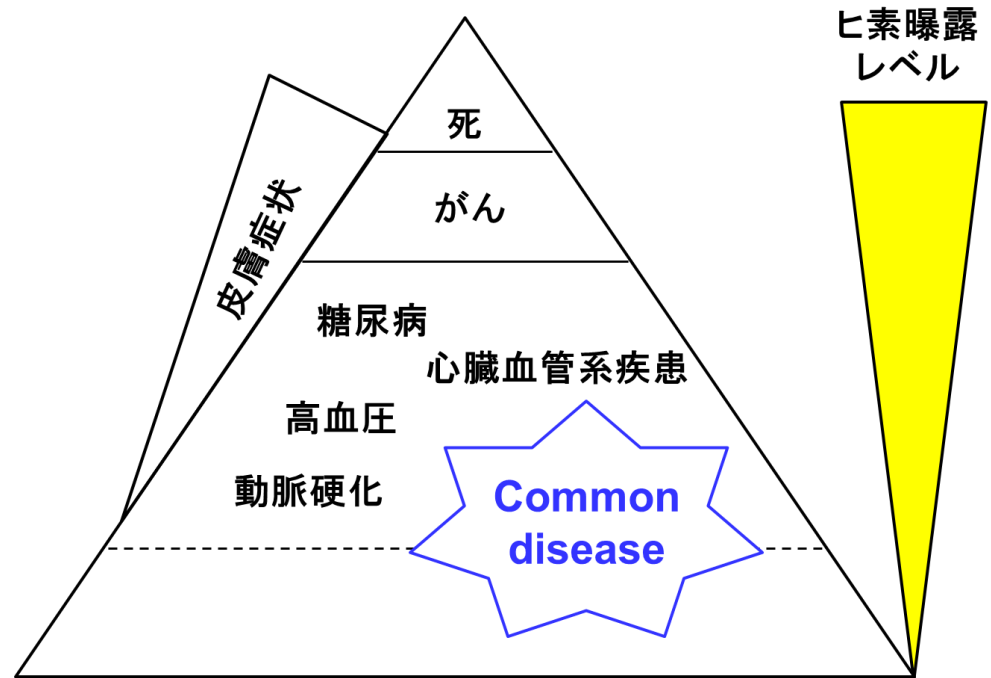 ヒ素曝露
レベル
死
がん
皮膚症状
糖尿病
心臓血管系疾患
高血圧
動脈硬化
Common
disease